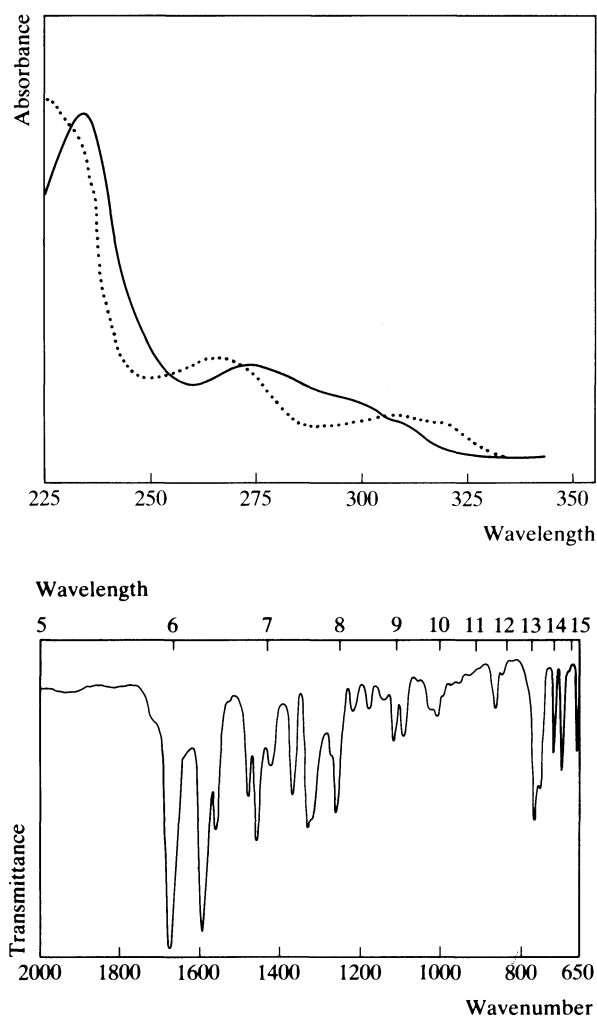 Absorbance
225 250 275 300 325 350
Wavelength
Wavelength
5 6 7 8 9 10 11 12 13 14 15
Transmittance
2000 1800 1600 1400 1200 1000 800 650
Wavenumber